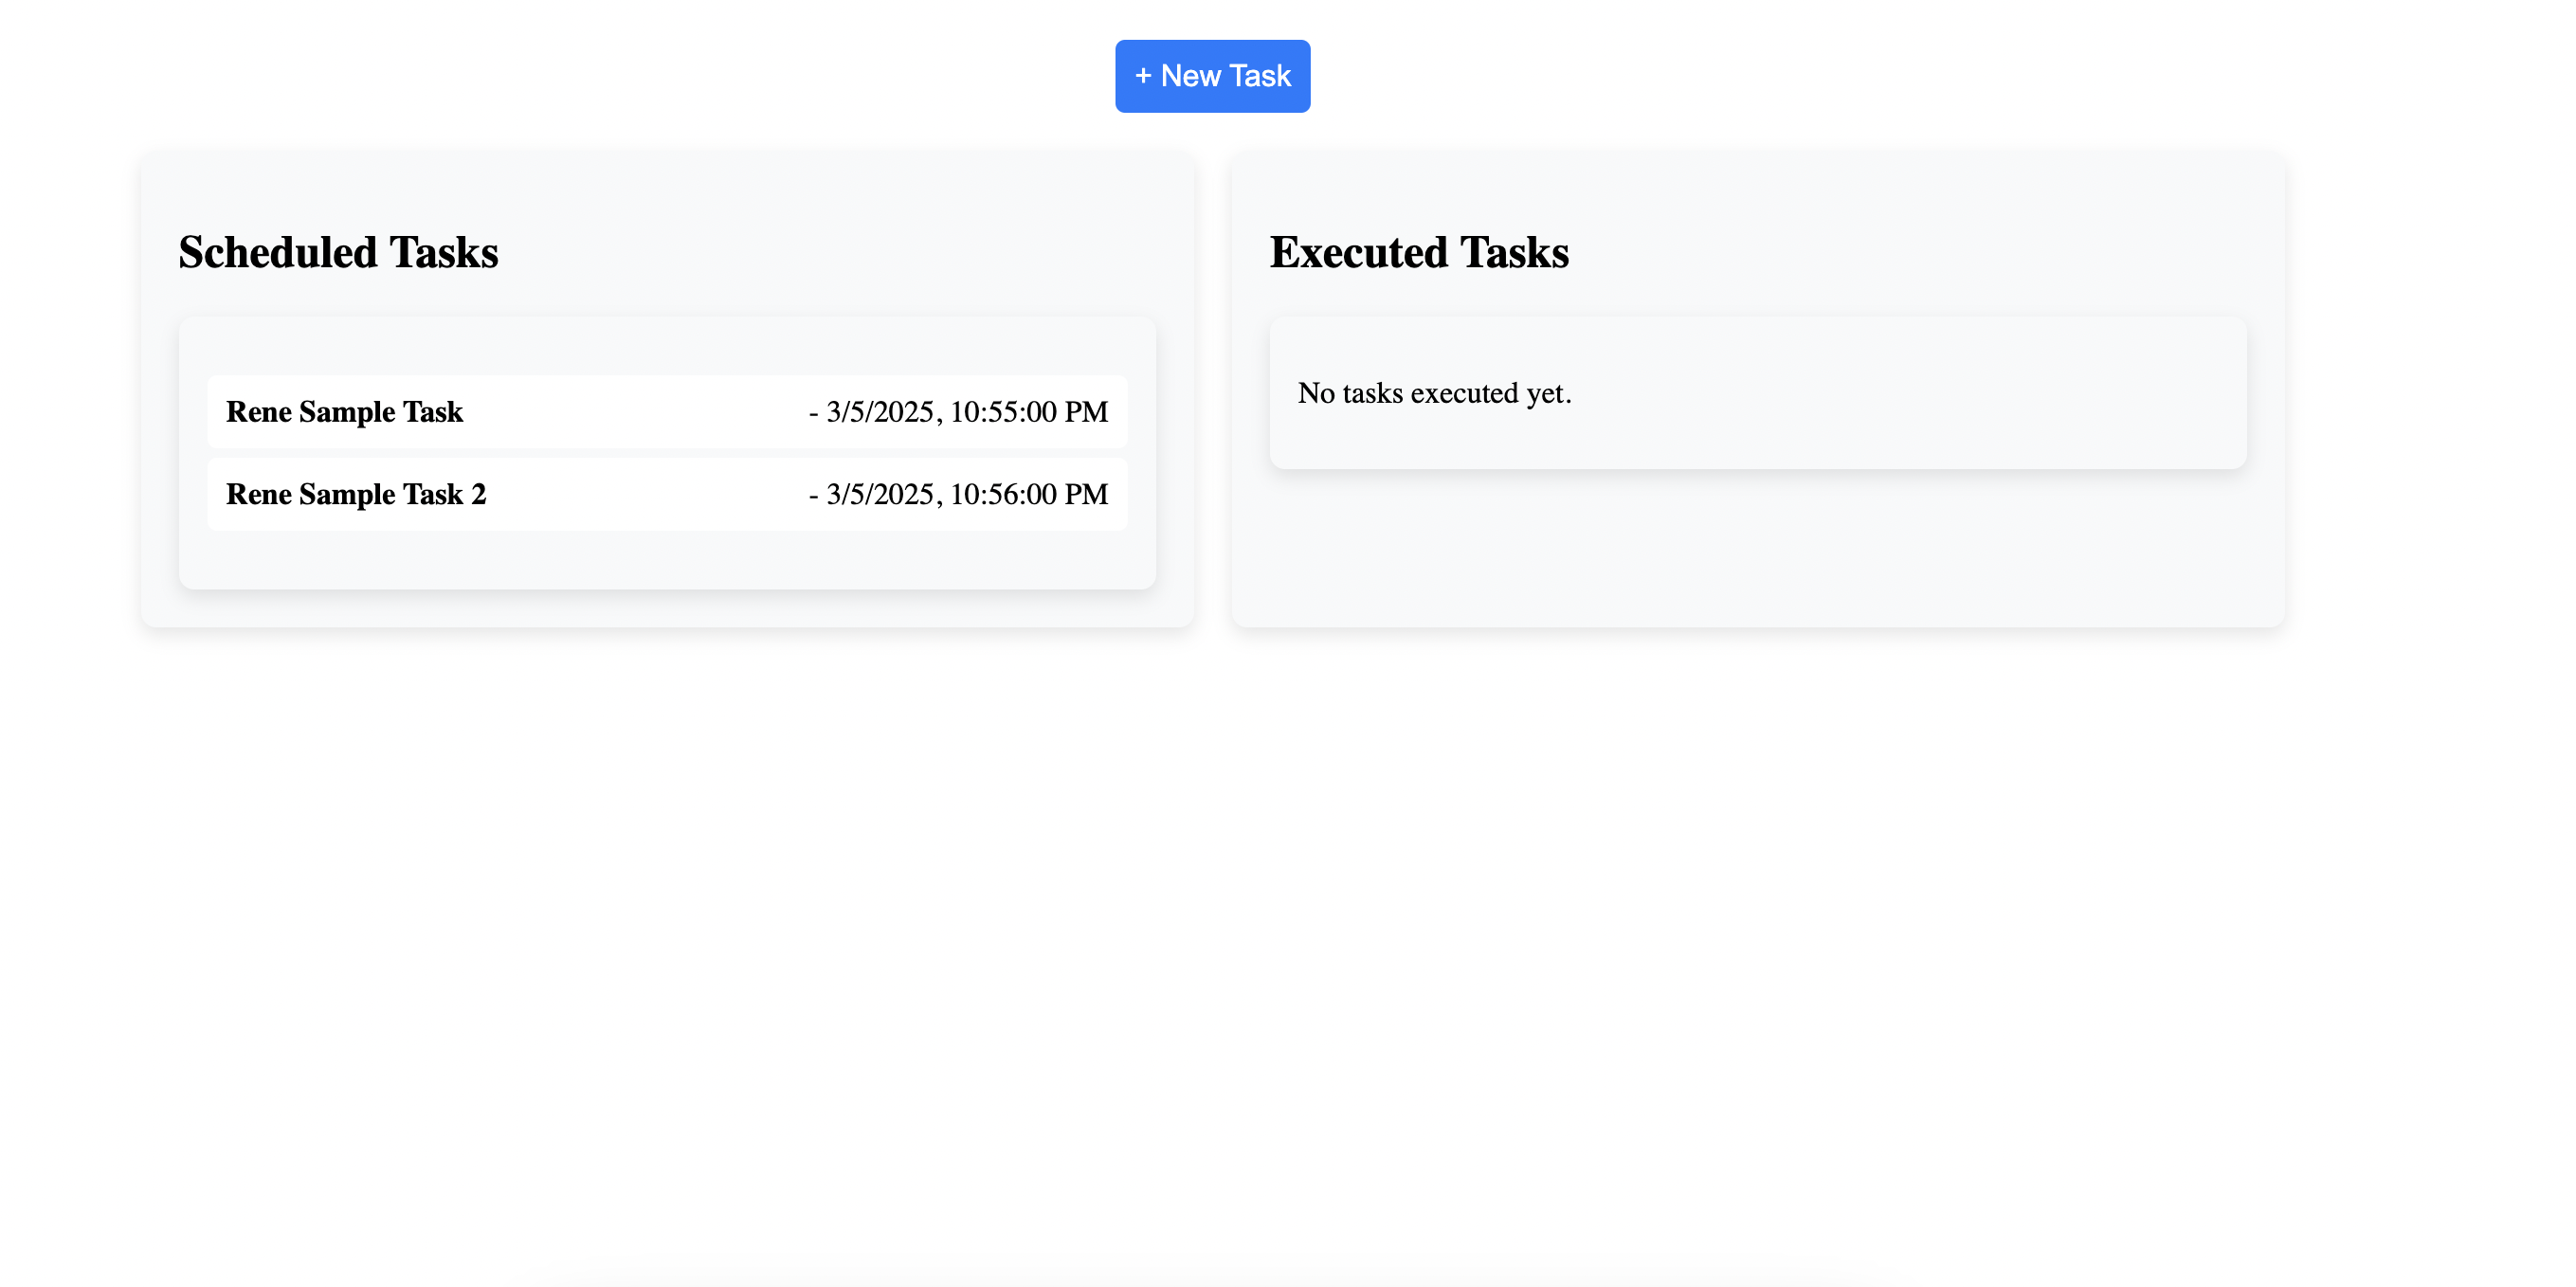 + New Task
Scheduled Tasks
Rene Sample Task - 3/5/2025, 10:55:00 PM
Rene Sample Task 2 - 3/5/2025, 10:56:00 PM
Executed Tasks
No tasks executed yet.